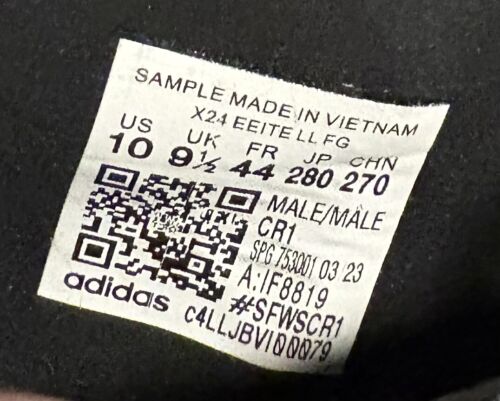 SAMPLE MADE IN VIETNAM
X24 EEITE LL FG
US UK FR JP CHN
10 9½ 44 280 270
MALE/MÂLE
CR1
SPG 753001 03 23
A:IF8819
#SFWSCR1
adidas
c4LLJBVI00079